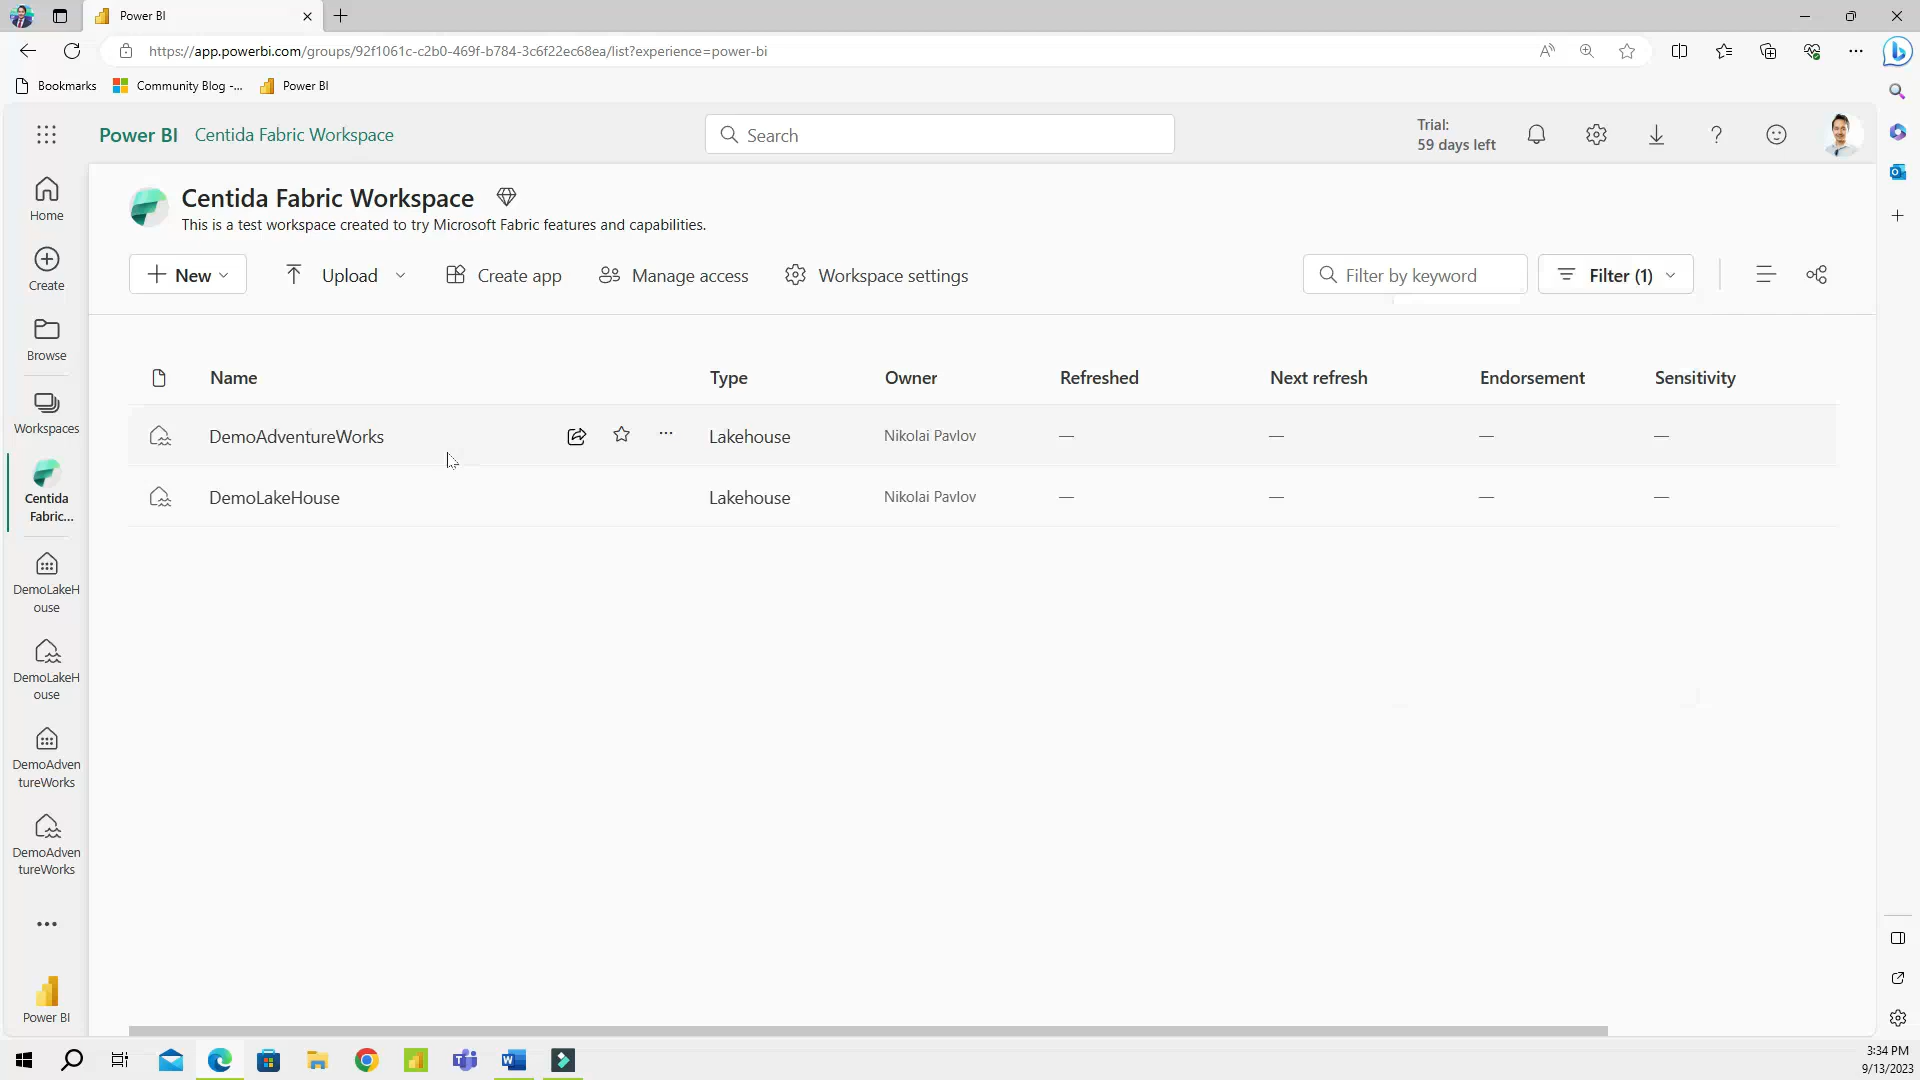 Power BI
https://app.powerbi.com/groups/92f1061c-c2b0-469f-b784-3c6f22ec68ea/list?experience=power-bi
Bookmarks
Community Blog -...
Power BI
Power BI
Centida Fabric Workspace
Search
Trial:
59 days left
Home
Create
Browse
Workspaces
Centida
Fabric...
DemoLakeH
ouse
DemoLakeH
ouse
DemoAdven
tureWorks
DemoAdven
tureWorks
Power BI
Centida Fabric Workspace
This is a test workspace created to try Microsoft Fabric features and capabilities.
New
Upload
Create app
Manage access
Workspace settings
Filter by keyword
Filter (1)
Name Type Owner Refreshed Next refresh Endorsement Sensitivity
DemoAdventureWorks ... Lakehouse Nikolai Pavlov — — — —
DemoLakeHouse Lakehouse Nikolai Pavlov — — — —
3:34 PM
9/13/2023